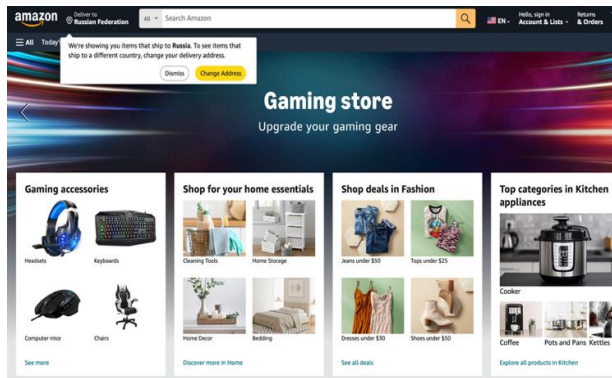 amazon
Deliver to
Russian Federation
All
Search Amazon
EN
Hello, sign in
Account & Lists
Returns
& Orders
All
Today'
We're showing you items that ship to Russia. To see items that
ship to a different country, change your delivery address.
Dismiss
Change Address
Gaming store
Upgrade your gaming gear
Gaming accessories
Headsets
Keyboards
Computer mice
Chairs
See more
Shop for your home essentials
Cleaning Tools
Home Storage
Home Decor
Bedding
Discover more in Home
Shop deals in Fashion
Jeans under $50
Tops under $25
Dresses under $30
Shoes under $50
See all deals
Top categories in Kitchen
appliances
Cooker
Coffee
Pots and Pans
Kettles
Explore all products in Kitchen